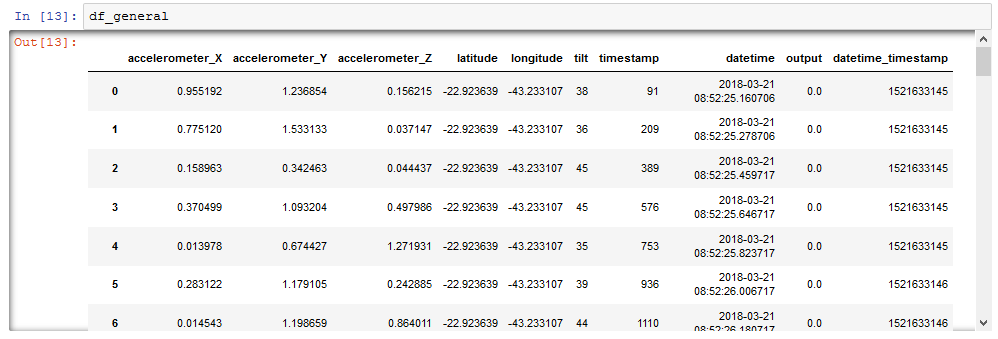 In [13]: df_general
Out[13]:
accelerometer_X accelerometer_Y accelerometer_Z latitude longitude tilt timestamp datetime output datetime_timestamp
0 0.955192 1.236854 0.156215 -22.923639 -43.233107 38 91 2018-03-21 08:52:25.160706 0.0 1521633145
1 0.775120 1.533133 0.037147 -22.923639 -43.233107 36 209 2018-03-21 08:52:25.278706 0.0 1521633145
2 0.158963 0.342463 0.044437 -22.923639 -43.233107 45 389 2018-03-21 08:52:25.459717 0.0 1521633145
3 0.370499 1.093204 0.497986 -22.923639 -43.233107 45 576 2018-03-21 08:52:25.646717 0.0 1521633145
4 0.013978 0.674427 1.271931 -22.923639 -43.233107 35 753 2018-03-21 08:52:25.823717 0.0 1521633145
5 0.283122 1.179105 0.242885 -22.923639 -43.233107 39 936 2018-03-21 08:52:26.006717 0.0 1521633146
6 0.014543 1.198659 0.864011 -22.923639 -43.233107 44 1110 2018-03-21 08:52:26.180717 0.0 1521633146